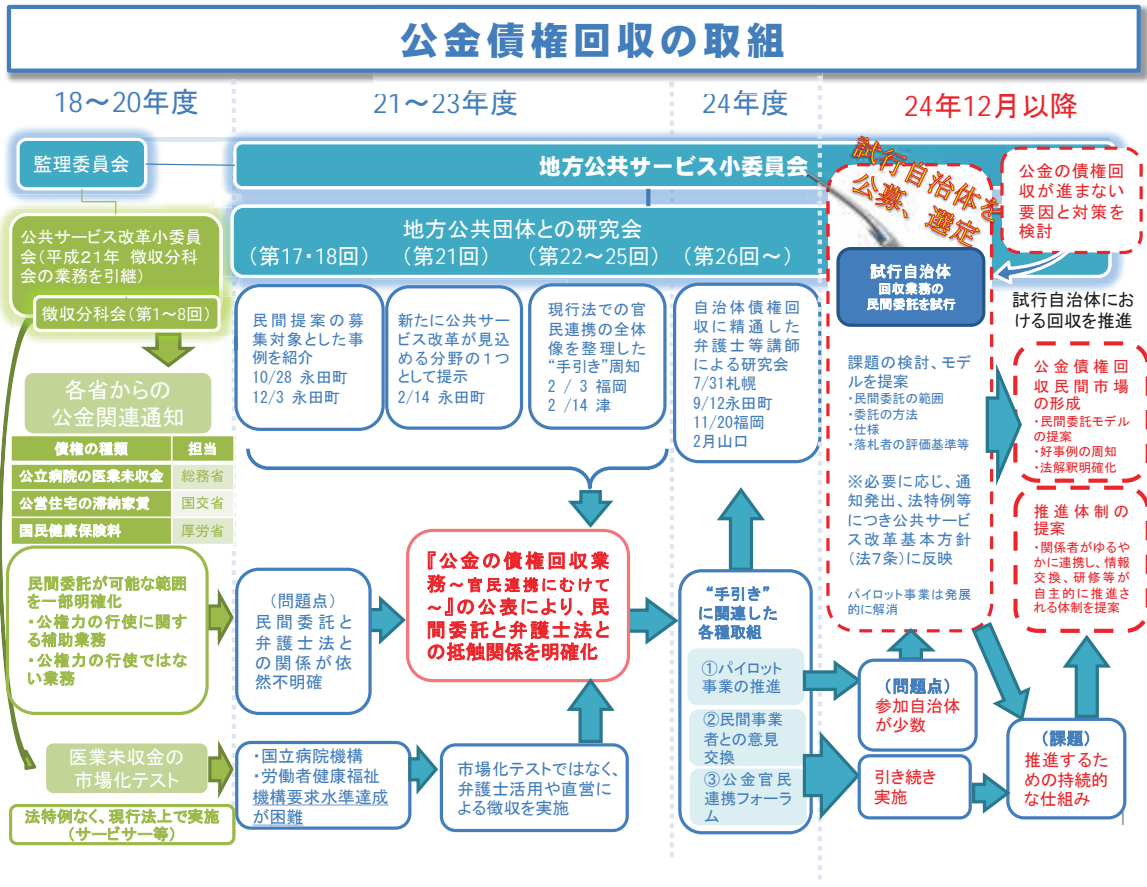 公金債権回収の取組
18～20年度
21～23年度
24年度
24年12月以降
監理委員会
地方公共サービス小委員会
試行自治体を
公募、選定
公金の債権回
収が進まない
要因と対策を
検討
公共サービス改革小委員
会(平成21年 徴収分科
会の業務を引継)
徴収分科会(第1～8回)
地方公共団体との研究会
(第17・18回)
(第21回)
(第22～25回)
(第26回～)
試行自治体
回収業務の
民間委託を試行
試行自治体にお
ける回収を推進
民間提案の募
集対象とした事
例を紹介
10/28 永田町
12/3 永田町
新たに公共サー
ビス改革が見込
める分野の1つ
として提示
2/14 永田町
現行法での官
民連携の全体
像を整理した
“手引き”周知
2 / 3 福岡
2 /14 津
自治体債権回
収に精通した
弁護士等講師
による研究会
7/31札幌
9/12永田町
11/20福岡
2月山口
各省からの
公金関連通知
債権の種類
担当
公立病院の医業未収金
総務省
公営住宅の滞納家賃
国交省
国民健康保険料
厚労省
課題の検討、モデ
ルを提案
・民間委託の範囲
・委託の方法
・仕様
・落札者の評価基準等
※必要に応じ、通
知発出、法特例等
につき公共サービ
ス改革基本方針
(法7条)に反映
パイロット事業は発展
的に解消
公金債権回
収民間市場
の形成
・民間委託モデル
の提案
・好事例の周知
・法解釈明確化
推進体制の
提案
・関係者がゆるや
かに連携し、情報
交換、研修等が
自主的に推進さ
れる体制を提案
民間委託が可能な範囲
を一部明確化
・公権力の行使に関す
る補助業務
・公権力の行使ではな
い業務
(問題点)
民間委託と
弁護士法と
の関係が依
然不明確
『公金の債権回収業
務～官民連携にむけて
～』の公表により、民
間委託と弁護士法と
の抵触関係を明確化
“手引き”
に関連した
各種取組
①パイロット
事業の推進
②民間事業
者との意見
交換
③公金官民
連携フォーラ
ム
(問題点)
参加自治体
が少数
引き続き
実施
(課題)
推進するた
めの持続的
な仕組み
医業未収金の
市場化テスト
法特例なく、現行法上で実施
(サービサー等)
・国立病院機構
・労働者健康福祉
機構要求水準達成
が困難
市場化テストではなく、
弁護士活用や直営に
よる徴収を実施